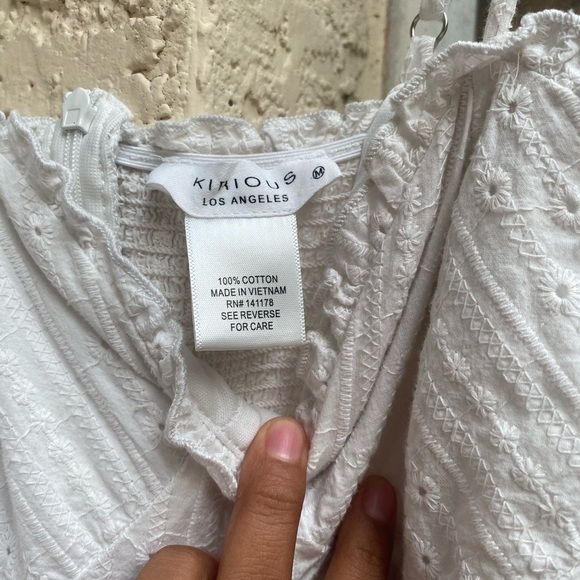 KIRIOUS M
LOS ANGELES
100% COTTON
MADE IN VIETNAM
RN# 141178
SEE REVERSE
FOR CARE